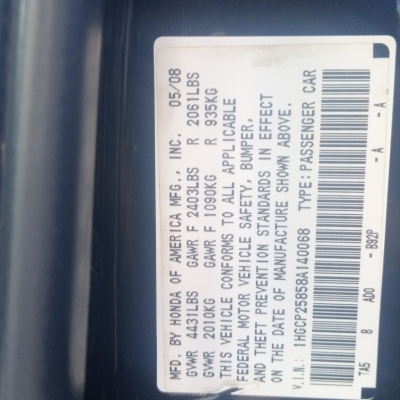 MFD. BY HONDA OF AMERICA MFG., INC. 05/08
GVWR 4431LBS GAWR F 2403LBS R 2061LBS
GVWR 2010KG GAWR F 1090KG R 935KG
THIS VEHICLE CONFORMS TO ALL APPLICABLE
FEDERAL MOTOR VEHICLE SAFETY, BUMPER,
AND THEFT PREVENTION STANDARDS IN EFFECT
ON THE DATE OF MANUFACTURE SHOWN ABOVE.
V.I.N.: 1HGCP25858A140068 TYPE: PASSENGER CAR
TA5 8 AD0 - B92P - A - A